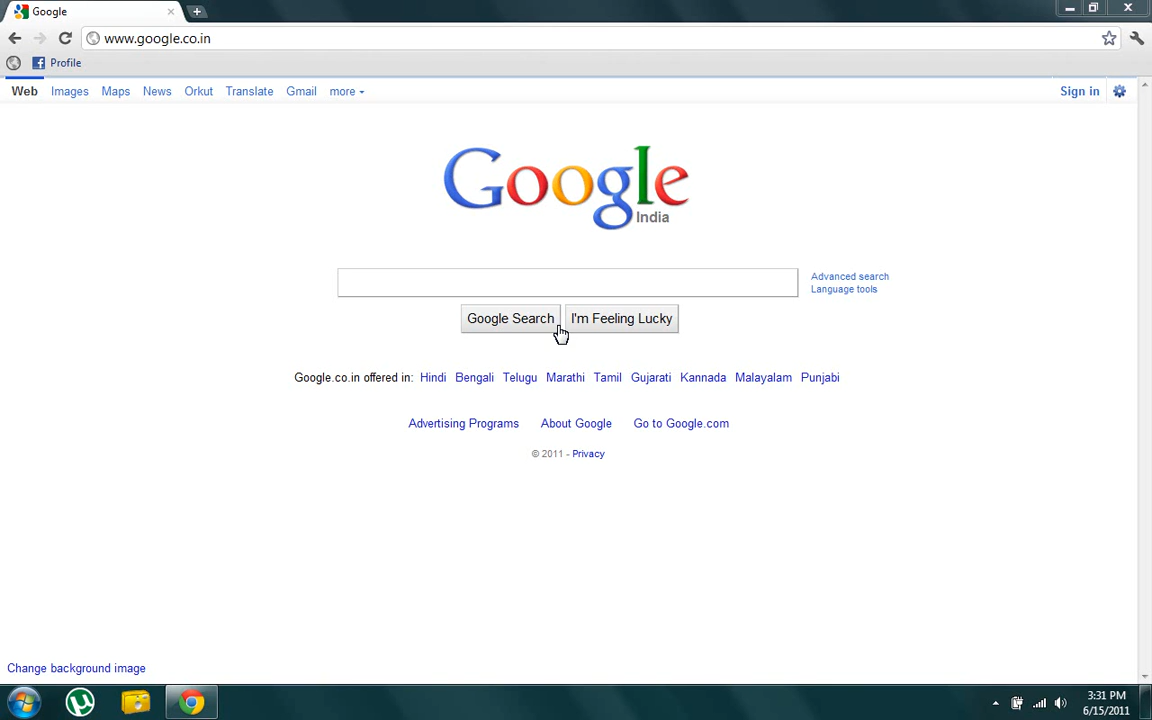 Google
www.google.co.in
Profile
Web Images Maps News Orkut Translate Gmail more Sign in
Google
India
Advanced search
Language tools
Google Search I'm Feeling Lucky
Google.co.in offered in: Hindi Bengali Telugu Marathi Tamil Gujarati Kannada Malayalam Punjabi
Advertising Programs About Google Go to Google.com
© 2011 - Privacy
Change background image
3:31 PM
6/15/2011